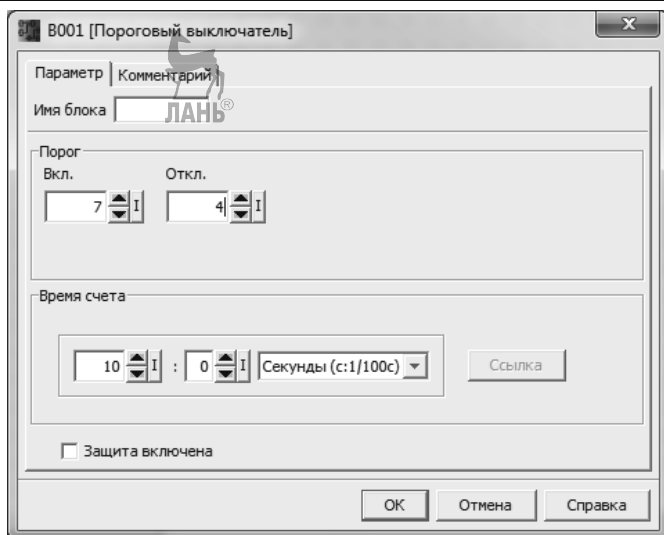 B001 [Пороговый выключатель]
X
Параметр Комментарий
Имя блока
ЛАНЬ®
Порог
Вкл. Откл.
7 I 4 I
Время счета
10 I : 0 I Секунды (с:1/100с) Ссылка
Защита включена
OK Отмена Справка